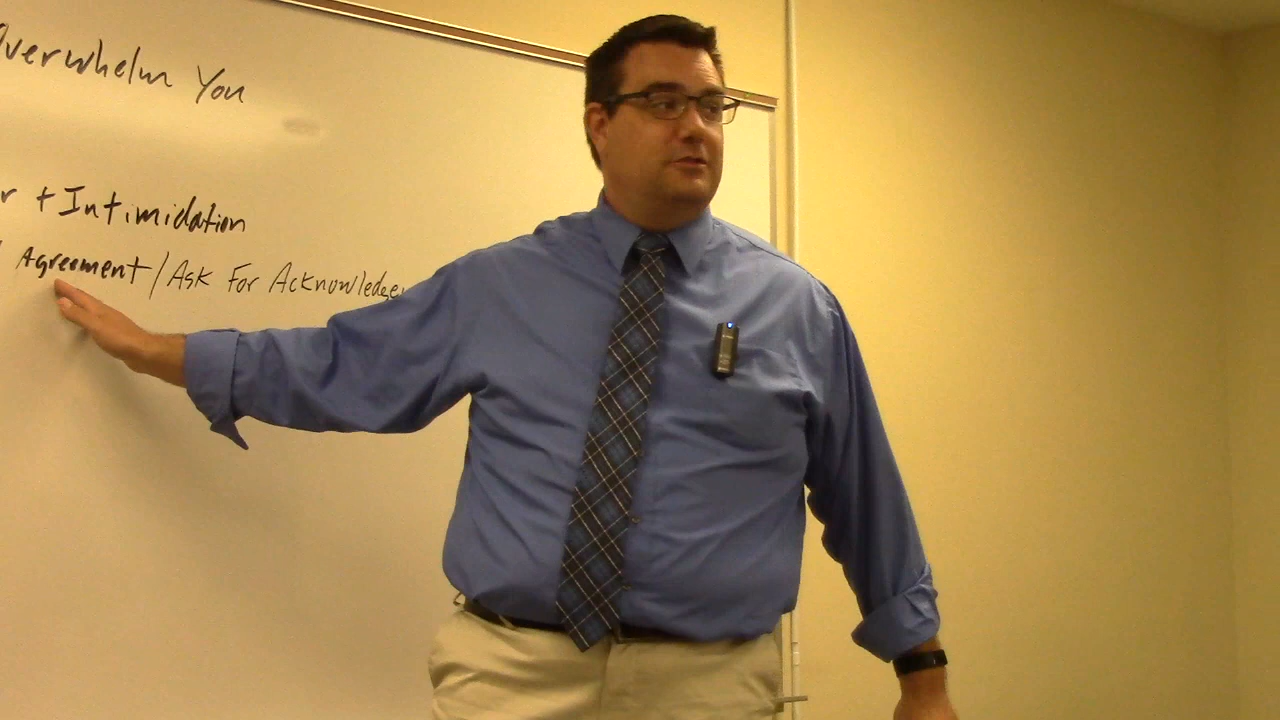 Overwhelm You
+ Intimidation
Agreement / Ask For